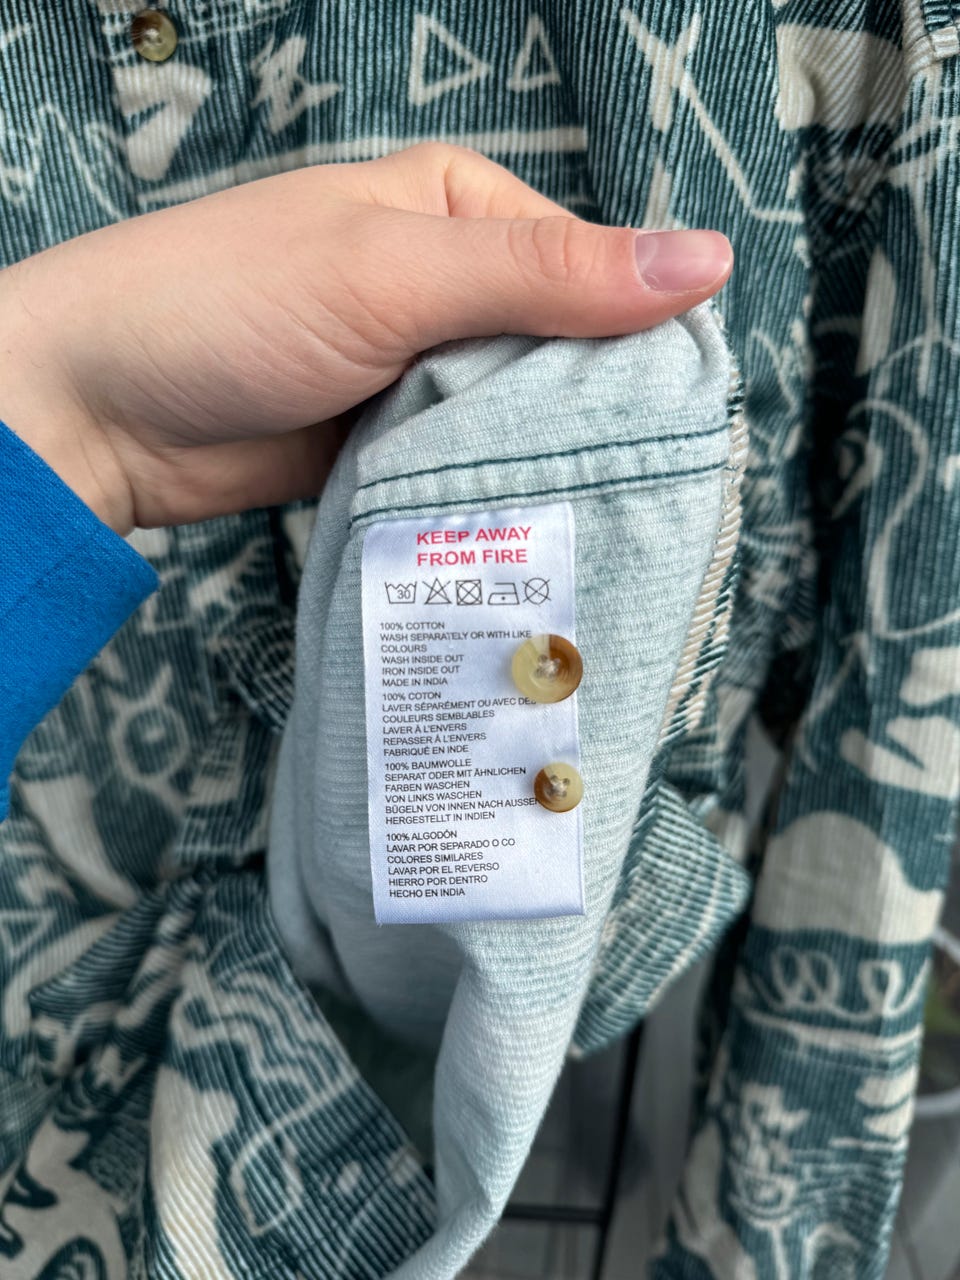 KEEP AWAY
FROM FIRE
30
100% COTTON
WASH SEPARATELY OR WITH LIKE
COLOURS
WASH INSIDE OUT
IRON INSIDE OUT
MADE IN INDIA
100% COTON
LAVER SÉPARÉMENT OU AVEC DES
COULEURS SEMBLABLES
LAVER À L'ENVERS
REPASSER À L'ENVERS
FABRIQUÉ EN INDE
100% BAUMWOLLE
SEPARAT ODER MIT ÄHNLICHEN
FARBEN WASCHEN
VON LINKS WASCHEN
BÜGELN VON INNEN NACH AUSSEN
HERGESTELLT IN INDIEN
100% ALGODÓN
LAVAR POR SEPARADO O CO
COLORES SIMILARES
LAVAR POR EL REVERSO
HIERRO POR DENTRO
HECHO EN INDIA